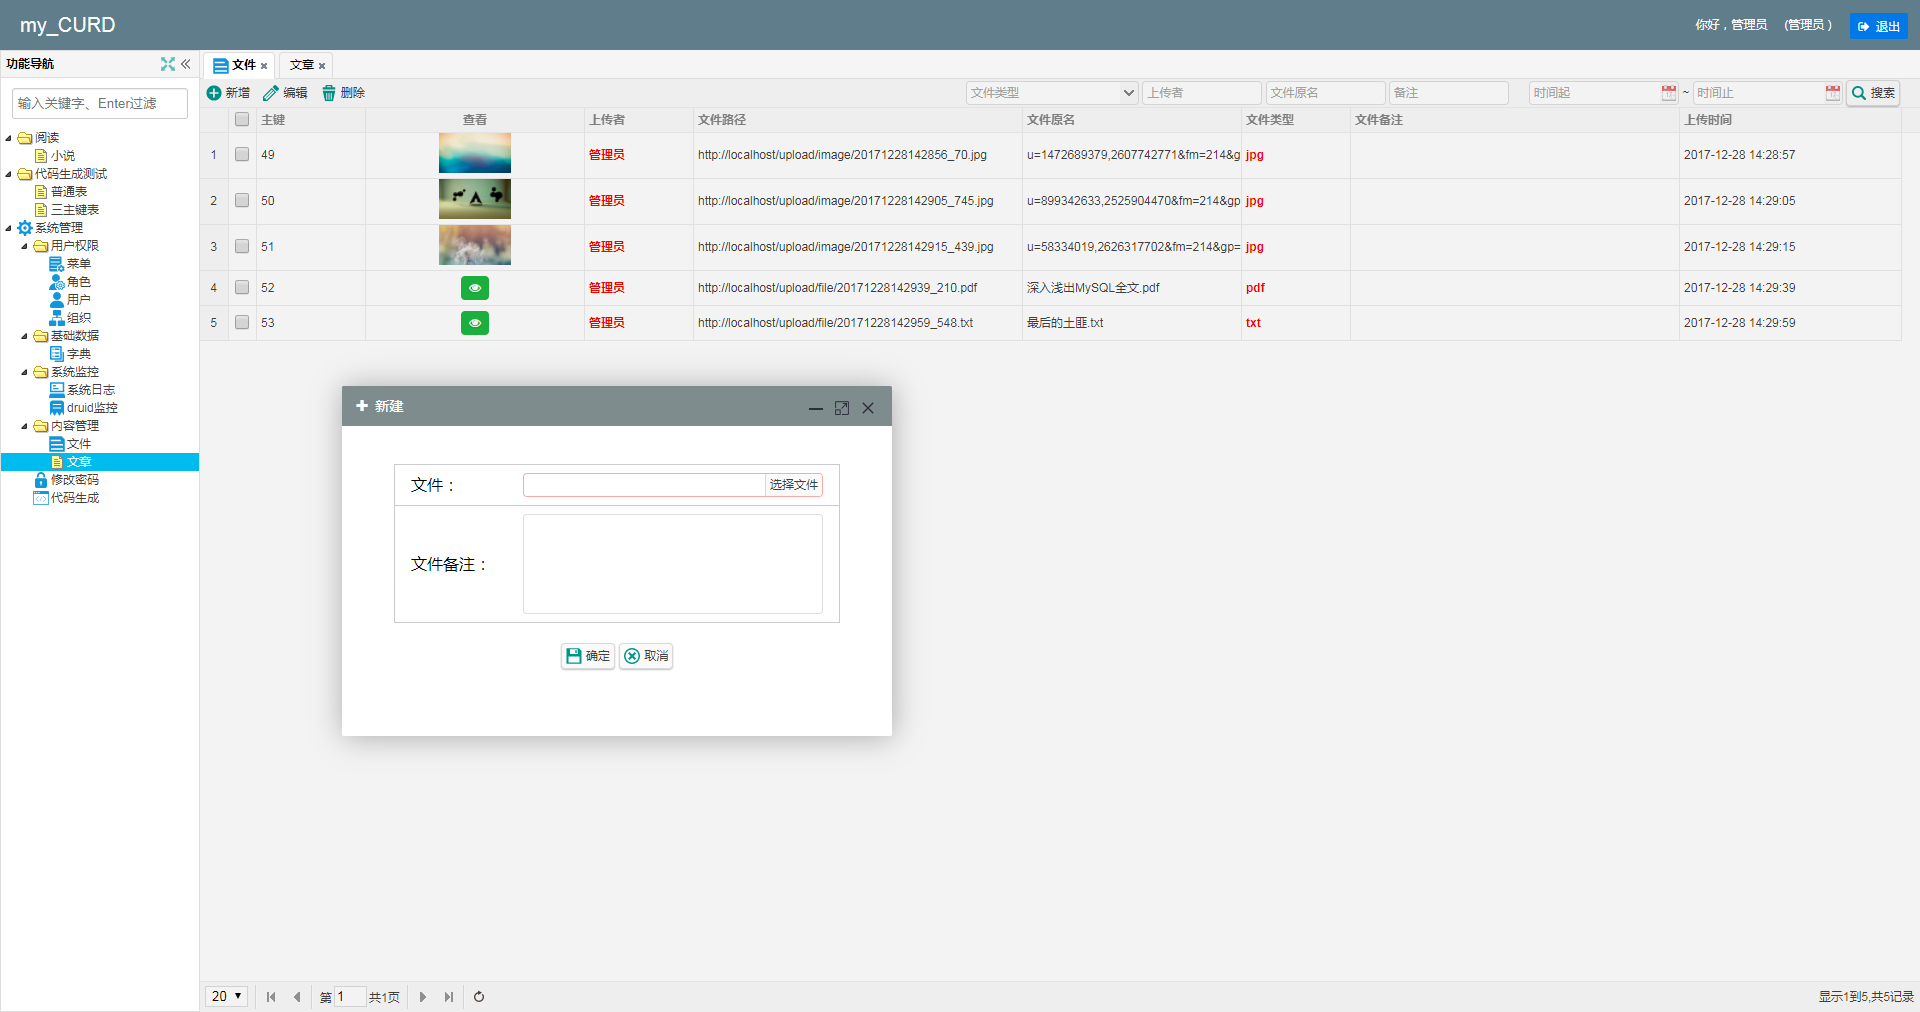 my_CURD
你好，管理员 (管理员 ) 退出
功能导航
输入关键字、Enter过滤
阅读
小说
代码生成测试
普通表
三主键表
系统管理
用户权限
菜单
角色
用户
组织
基础数据
字典
系统监控
系统日志
druid监控
内容管理
文件
文章
修改密码
代码生成
文件 文章
新增 编辑 删除 文件类型 上传者 文件原名 备注 时间起 ~ 时间止 搜索
主键 查看 上传者 文件路径 文件原名 文件类型 文件备注 上传时间
1 49 管理员 http://localhost/upload/image/20171228142856_70.jpg u=1472689379,2607742771&fm=214&g jpg 2017-12-28 14:28:57
2 50 管理员 http://localhost/upload/image/20171228142905_745.jpg u=899342633,2525904470&fm=214&gp jpg 2017-12-28 14:29:05
3 51 管理员 http://localhost/upload/image/20171228142915_439.jpg u=58334019,2626317702&fm=214&gp= jpg 2017-12-28 14:29:15
4 52 管理员 http://localhost/upload/file/20171228142939_210.pdf 深入浅出MySQL全文.pdf pdf 2017-12-28 14:29:39
5 53 管理员 http://localhost/upload/file/20171228142959_548.txt 最后的土匪.txt txt 2017-12-28 14:29:59
新建
文件： 选择文件
文件备注：
确定 取消
20 第 1 共1页 显示1到5,共5记录